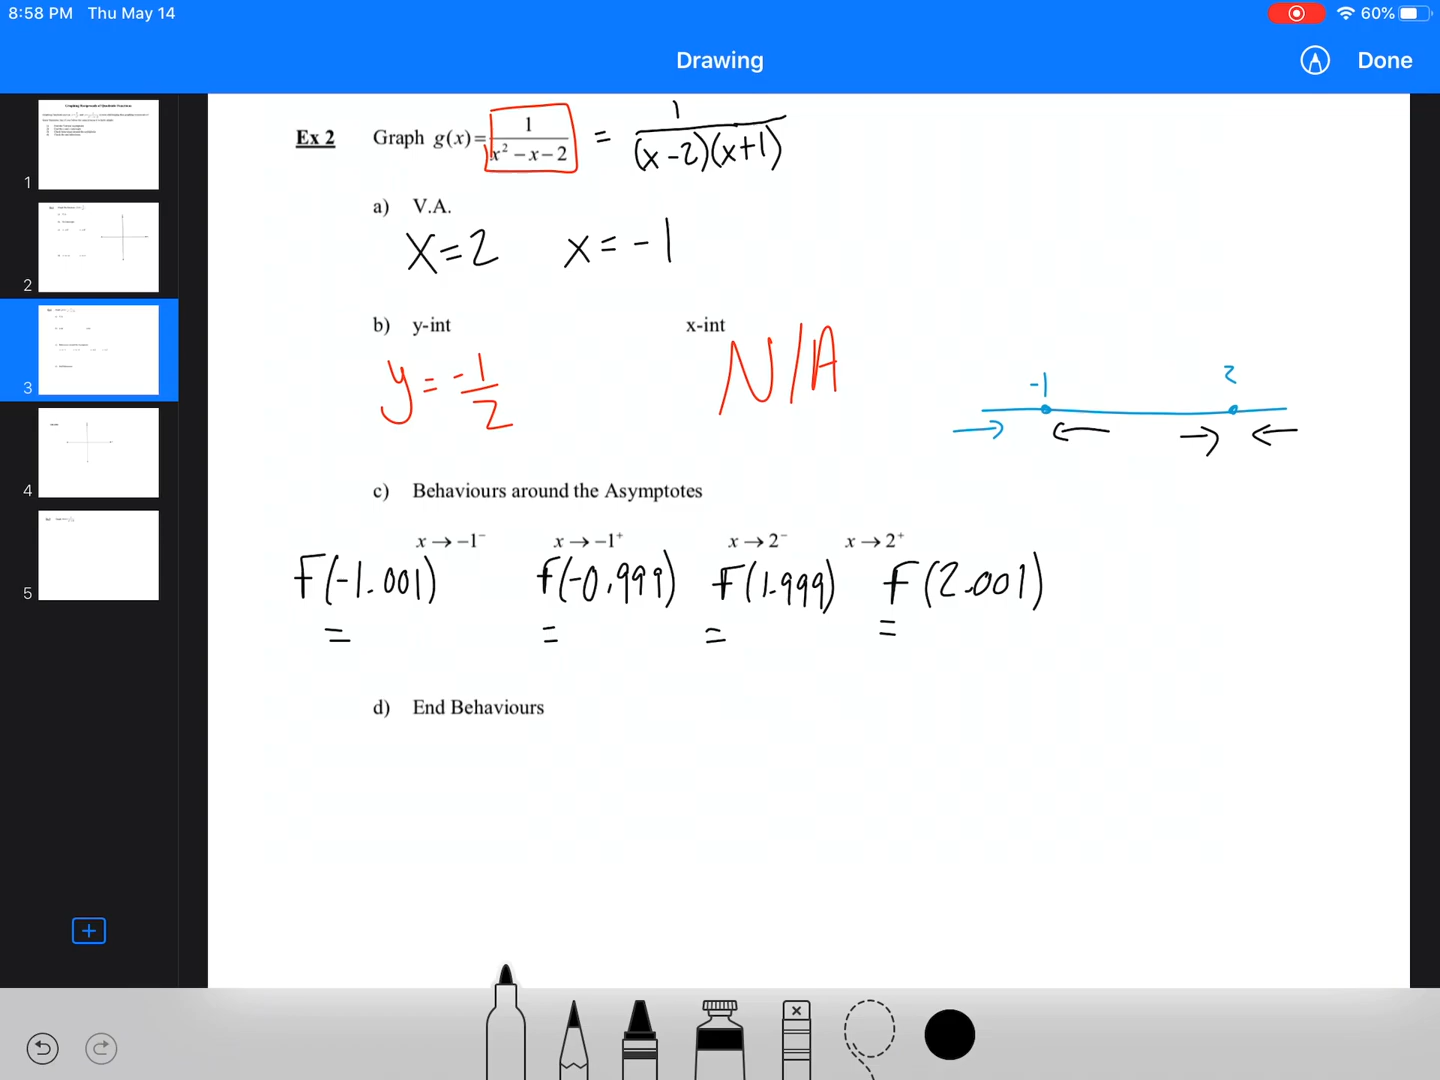 8:58 PM Thu May 14
60%
Drawing
Done
1
2
3
4
5
Ex 2 Graph g(x)= 1/(x² − x − 2) = 1/((x-2)(x+1))
a) V.A.
x=2 x=-1
b) y-int x-int
y = -1/2 N/A
-1 2
c) Behaviours around the Asymptotes
x → −1⁻ x → −1⁺ x → 2⁻ x → 2⁺
F(-1.001) f(-0.999) F(1.999) F(2.001)
= = = =
d) End Behaviours